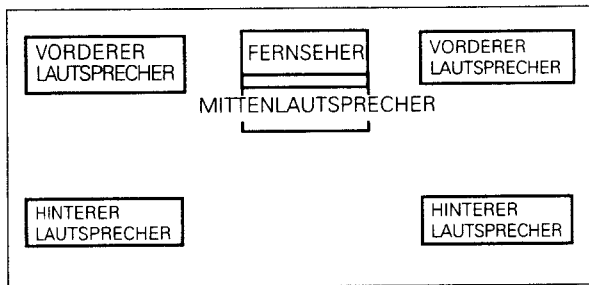 VORDERER
LAUTSPRECHER
FERNSEHER
VORDERER
LAUTSPRECHER
MITTENLAUTSPRECHER
HINTERER
LAUTSPRECHER
HINTERER
LAUTSPRECHER